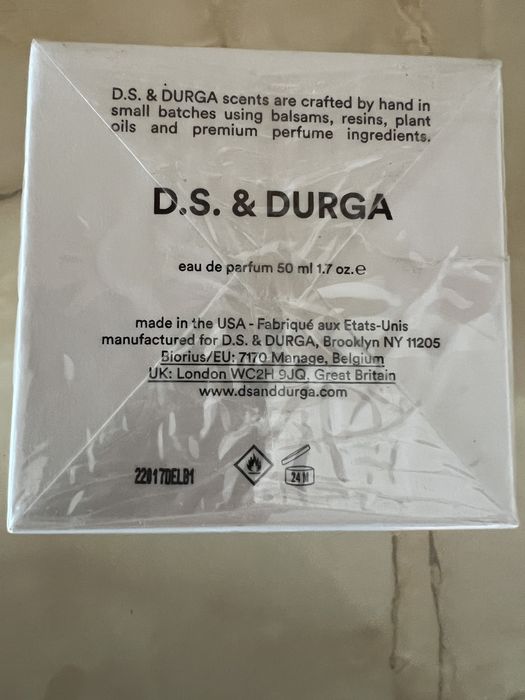 D.S. & DURGA scents are crafted by hand in
small batches using balsams, resins, plant
oils and premium perfume ingredients.
D.S. & DURGA
eau de parfum 50 ml 1.7 oz.℮
made in the USA - Fabriqué aux Etats-Unis
manufactured for D.S. & DURGA, Brooklyn NY 11205
Biorius/EU: 7170 Manage, Belgium
UK: London WC2H 9JQ, Great Britain
www.dsanddurga.com
22017DELB1
24 M